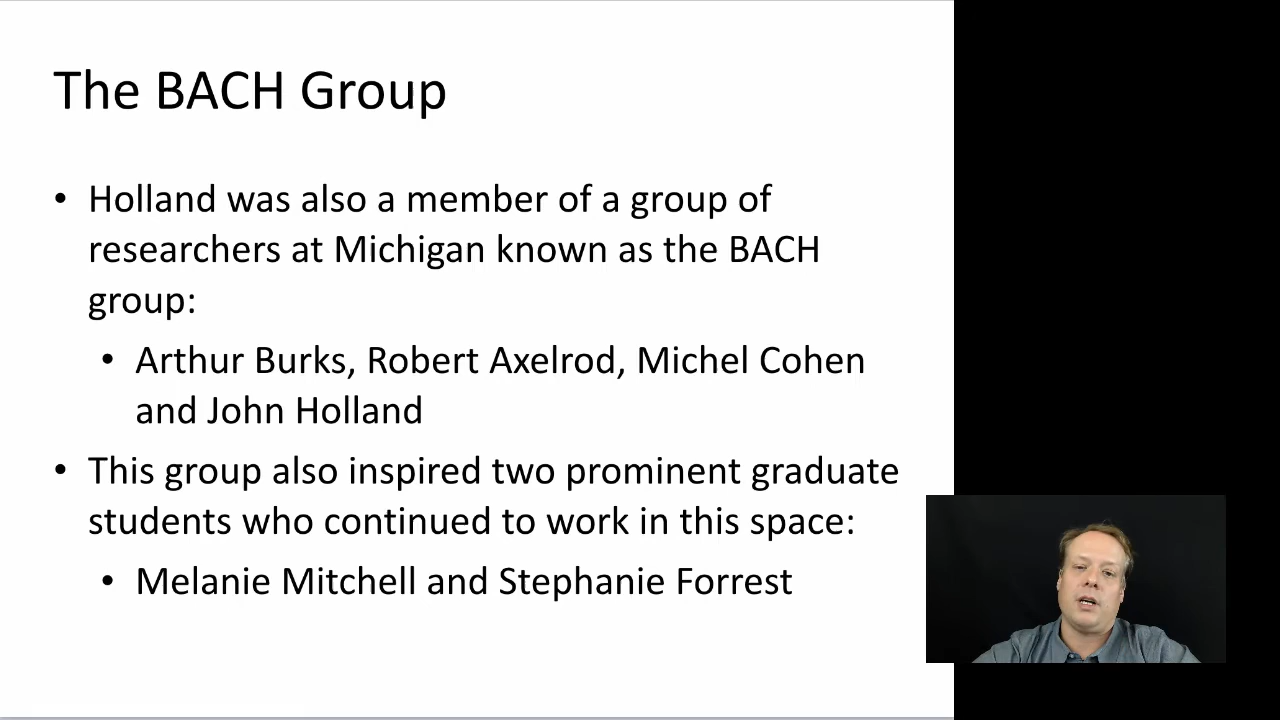 The BACH Group
• Holland was also a member of a group of
researchers at Michigan known as the BACH
group:
• Arthur Burks, Robert Axelrod, Michel Cohen
and John Holland
• This group also inspired two prominent graduate
students who continued to work in this space:
• Melanie Mitchell and Stephanie Forrest